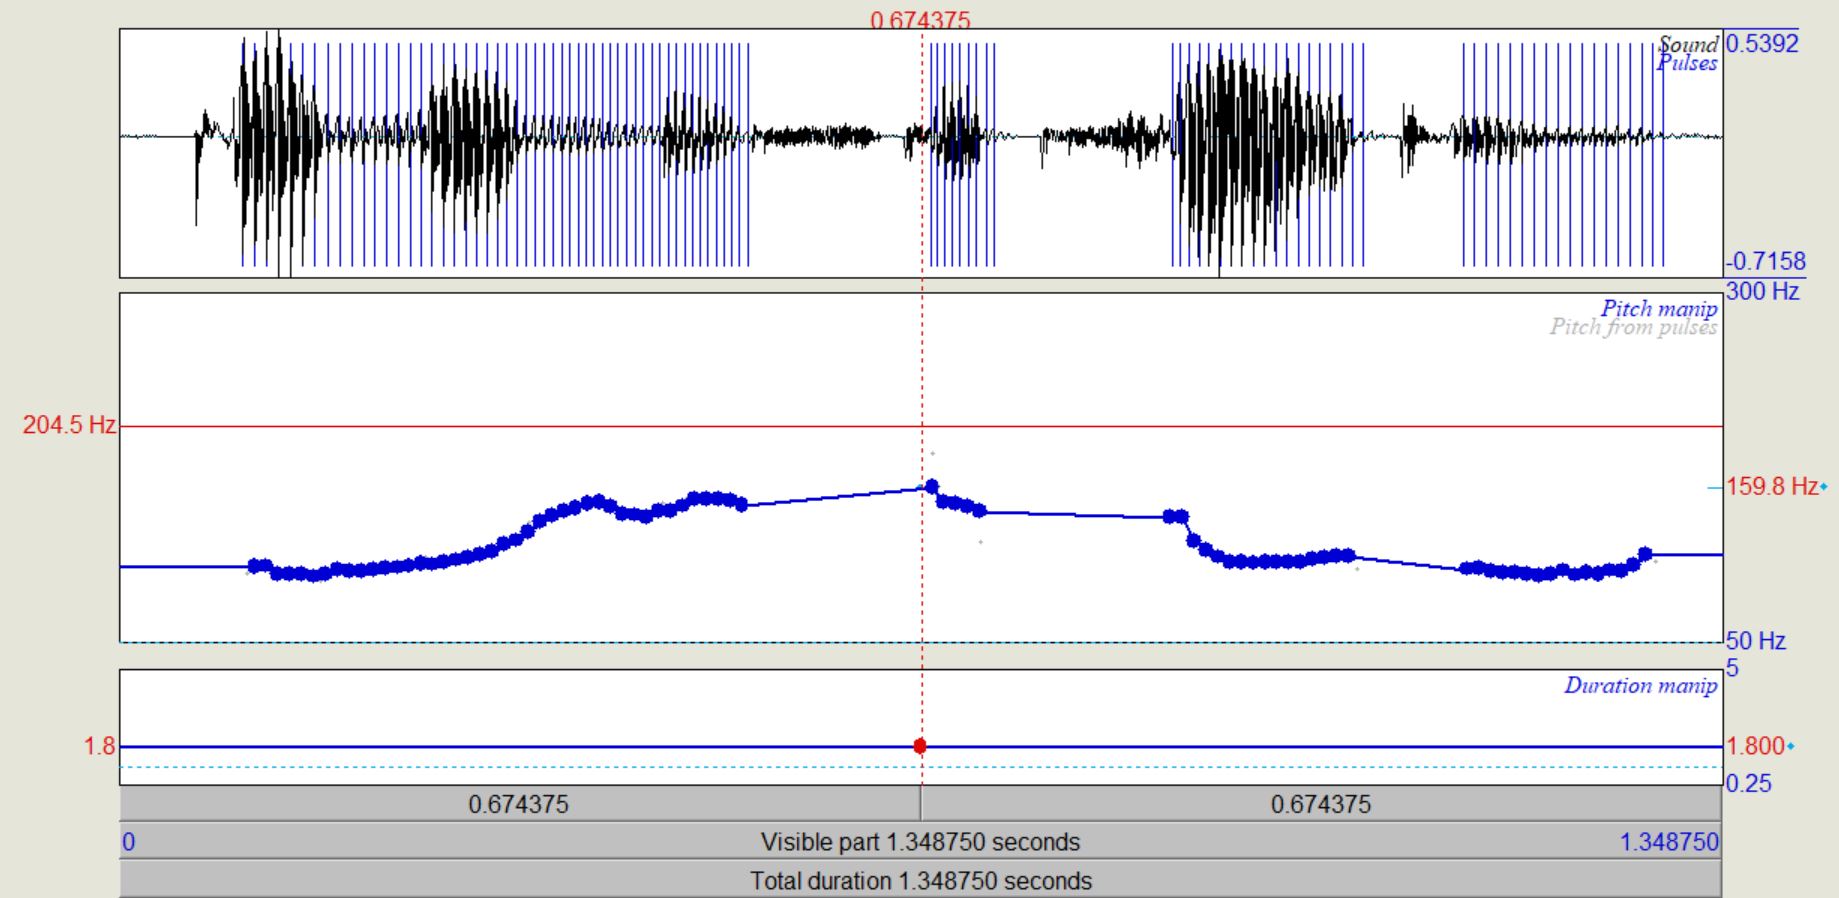 0.674375
Sound
Pulses
0.5392
-0.7158
300 Hz
Pitch manip
Pitch from pulses
204.5 Hz
159.8 Hz
50 Hz
5
Duration manip
1.8
1.800
0.25
0.674375 0.674375
0 Visible part 1.348750 seconds 1.348750
Total duration 1.348750 seconds